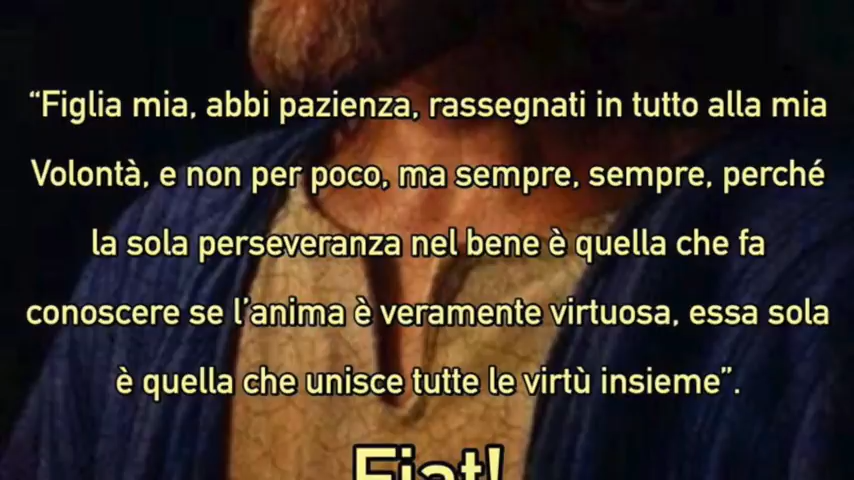 “Figlia mia, abbi pazienza, rassegnati in tutto alla mia
Volontà, e non per poco, ma sempre, sempre, perché
la sola perseveranza nel bene è quella che fa
conoscere se l’anima è veramente virtuosa, essa sola
è quella che unisce tutte le virtù insieme”.
Fiat!